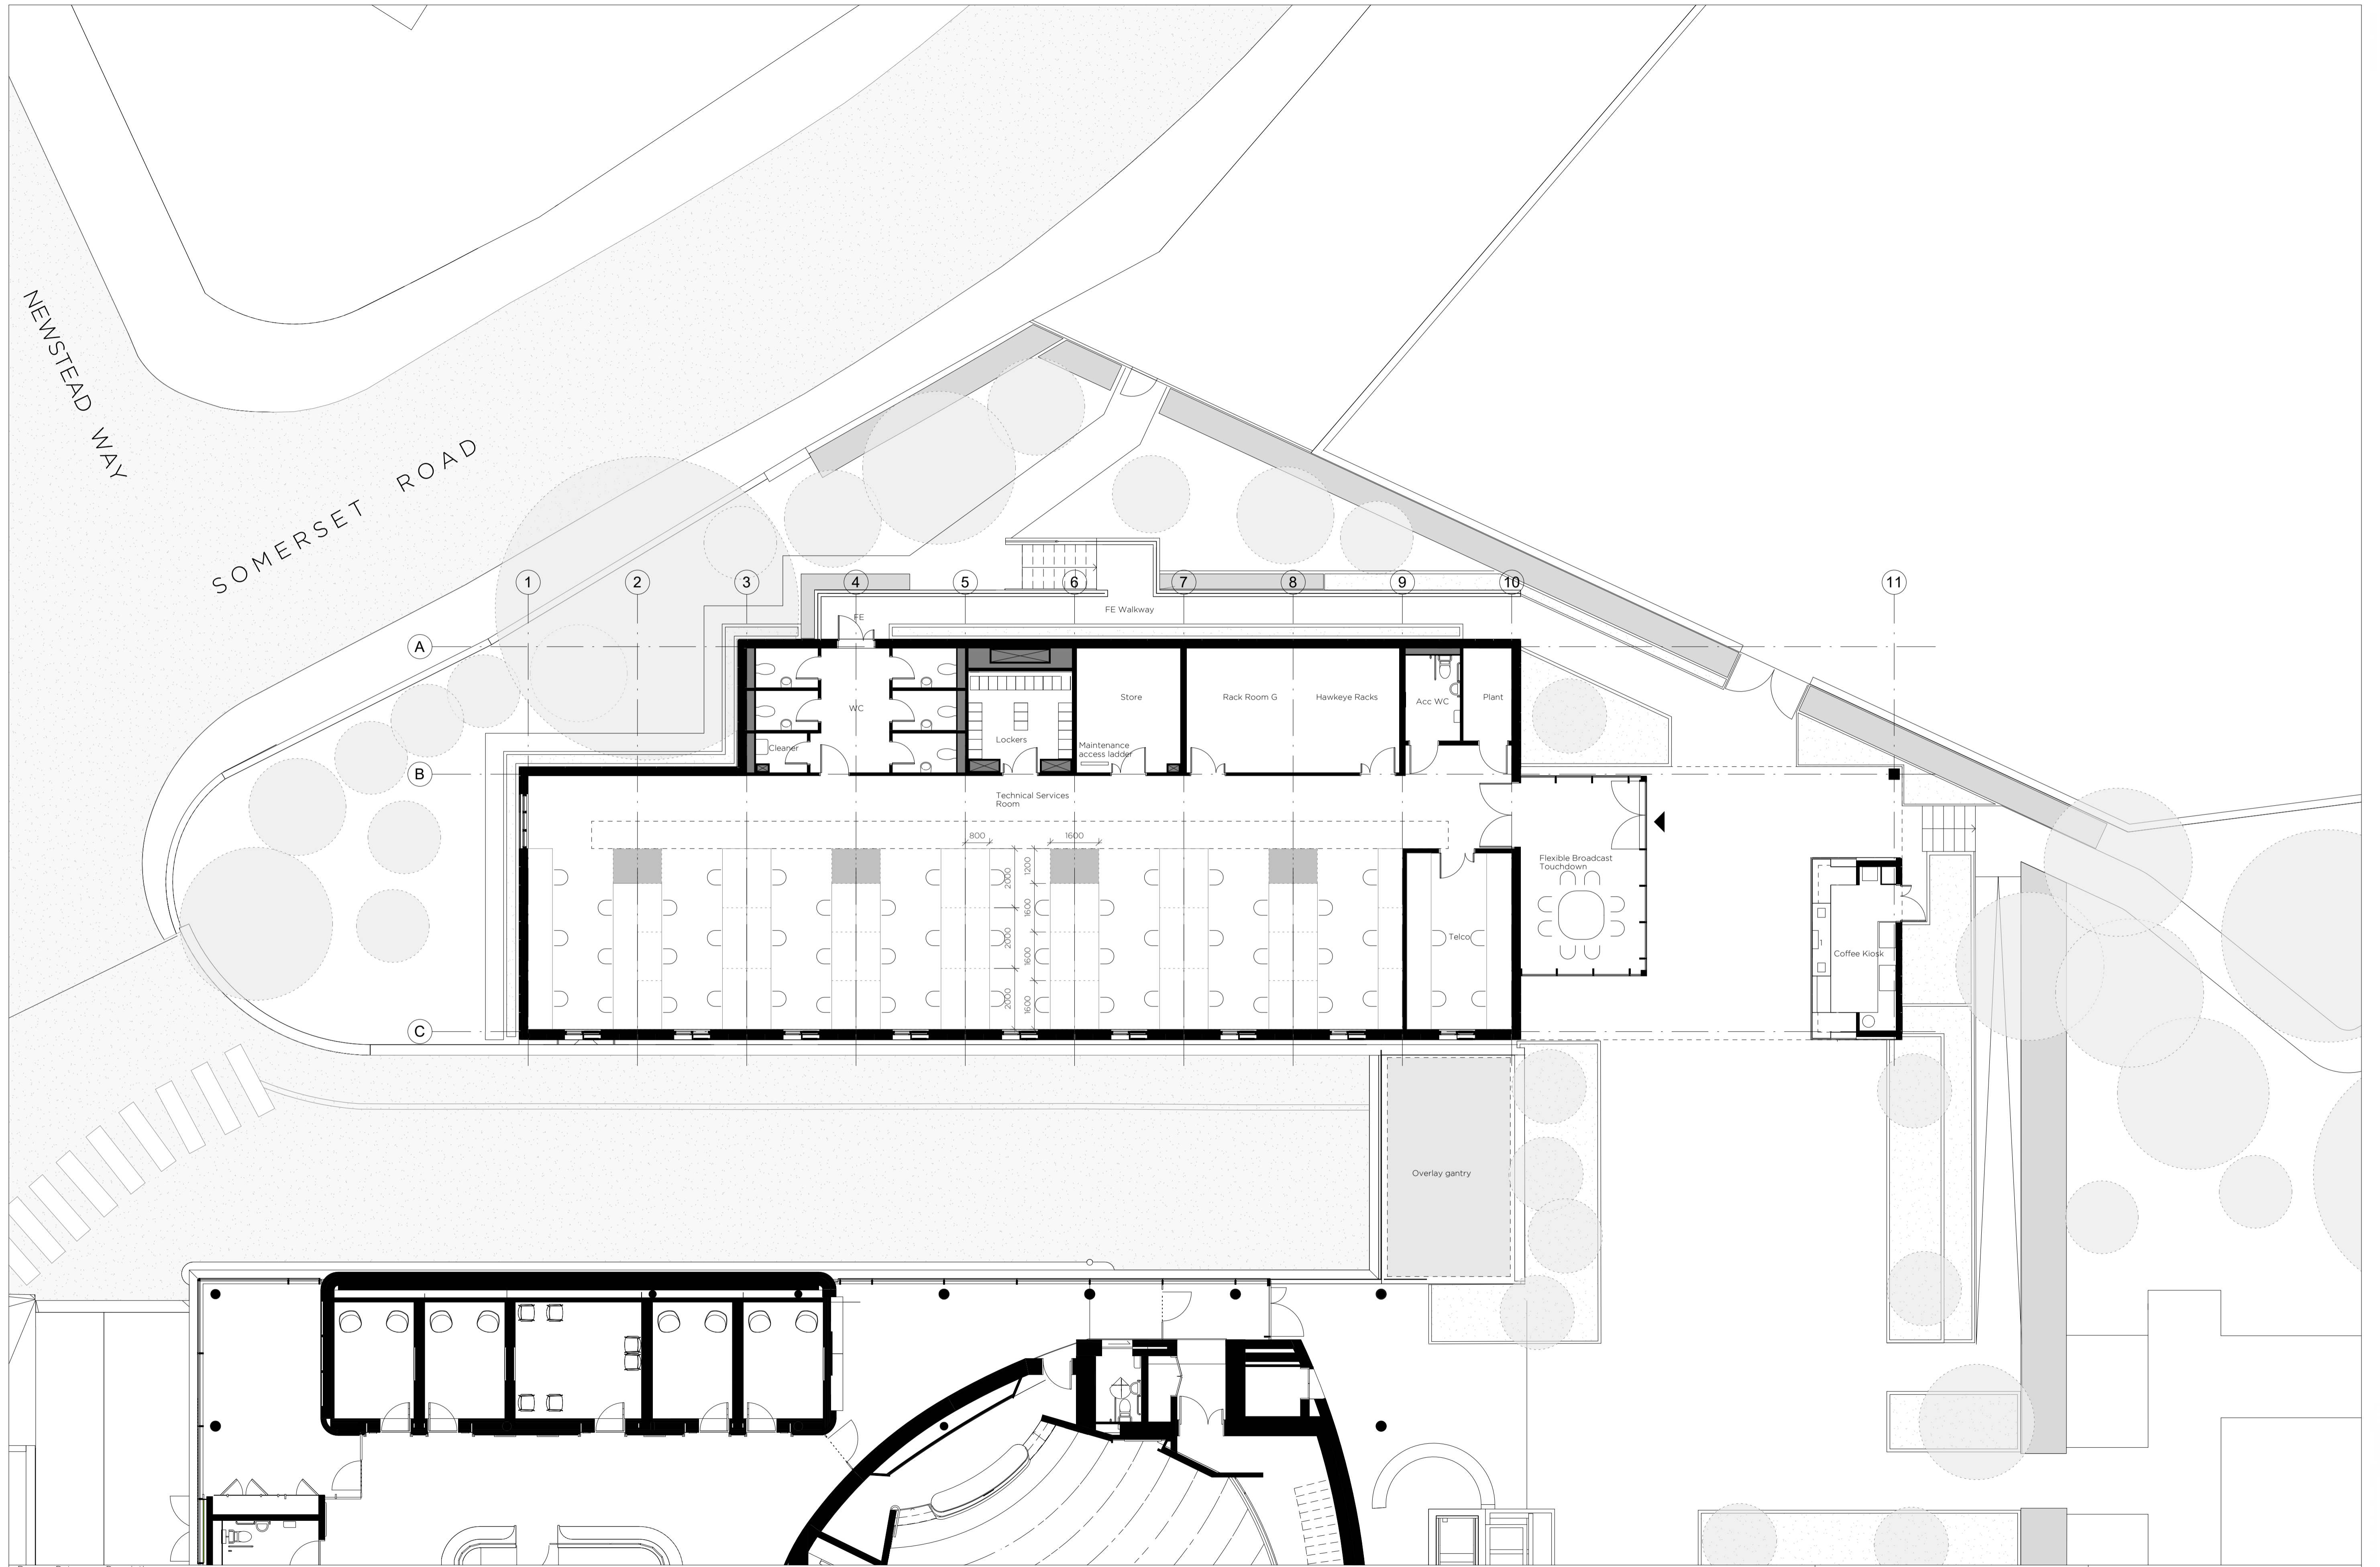 NEWSTEAD WAY
SOMERSET ROAD
1
2
3
4
5
6
7
8
9
10
11
FE
FE Walkway
A
B
C
WC
Cleaner
Lockers
Store
Maintenance
access ladder
Rack Room G
Hawkeye Racks
Acc WC
Plant
Technical Services
Room
800
1600
2000
1200
1600
2000
1600
2000
1600
Telco
Flexible Broadcast
Touchdown
Coffee Kiosk
Overlay gantry